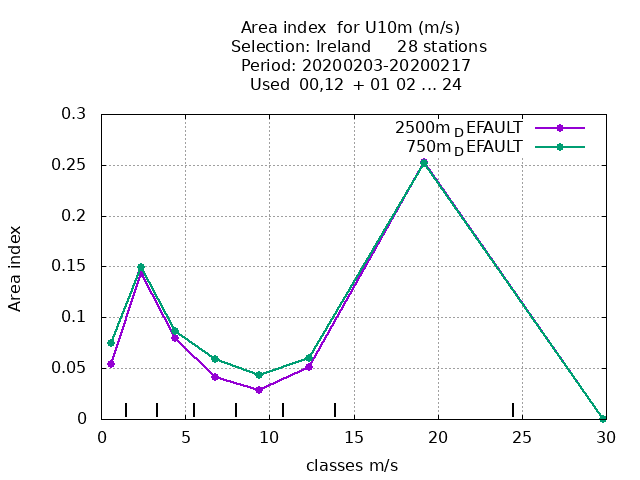 Area index  for U10m (m/s)
Selection: Ireland     28 stations
Period: 20200203-20200217
Used  00,12  + 01 02 ... 24
0.3
0.25
0.2
0.15
0.1
0.05
0
Area index
2500m_DEFAULT
750m_DEFAULT
0 5 10 15 20 25 30
classes m/s